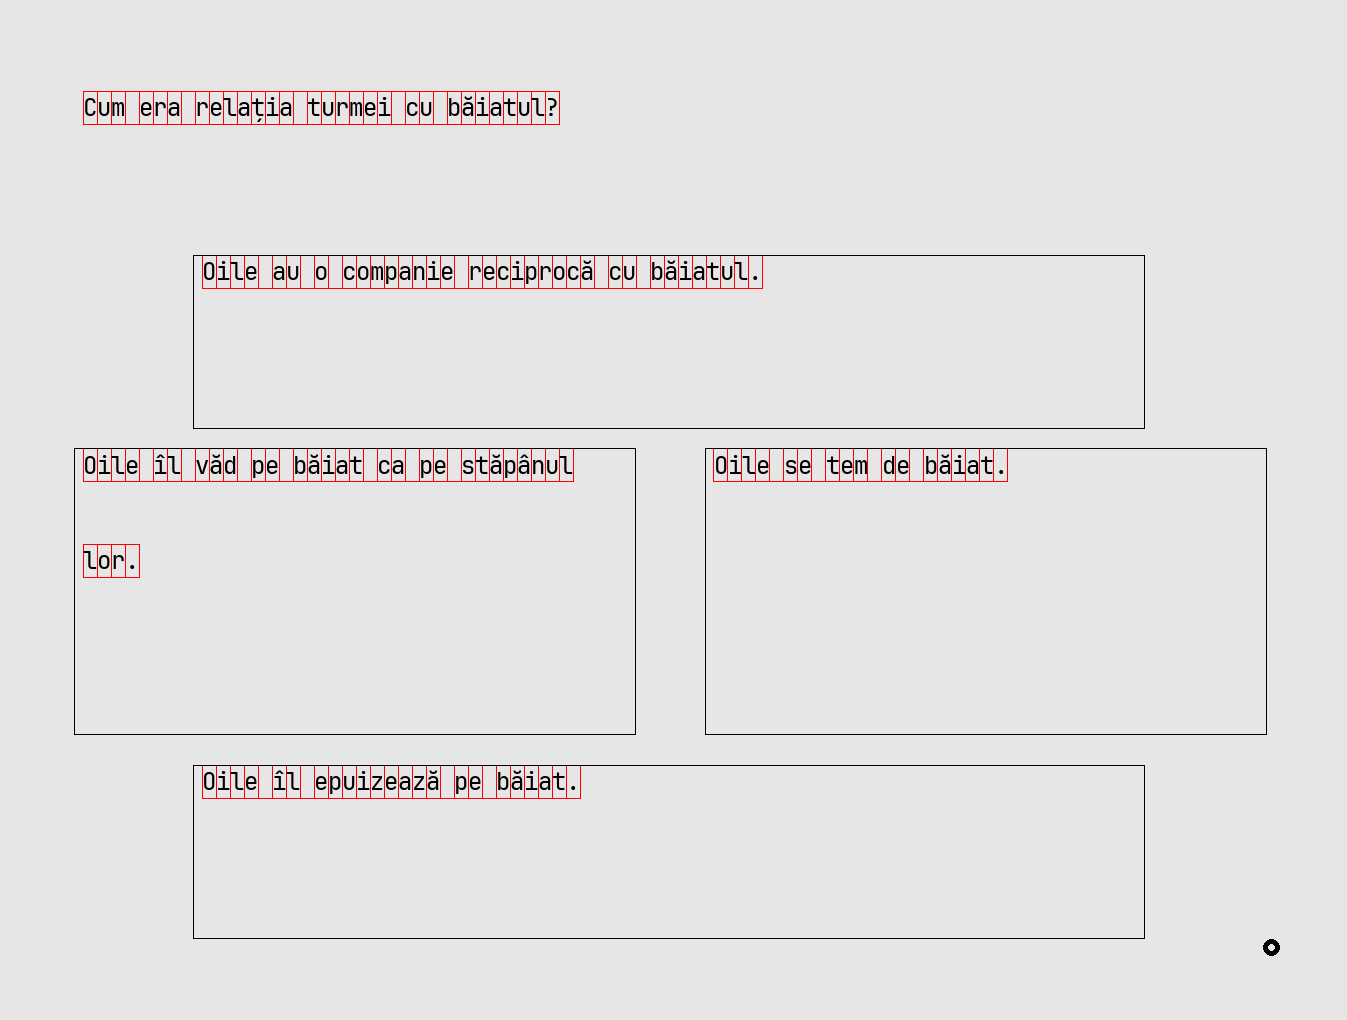 Cum era relația turmei cu băiatul?
Oile au o companie reciprocă cu băiatul.
Oile îl văd pe băiat ca pe stăpânul
lor.
Oile se tem de băiat.
Oile îl epuizează pe băiat.